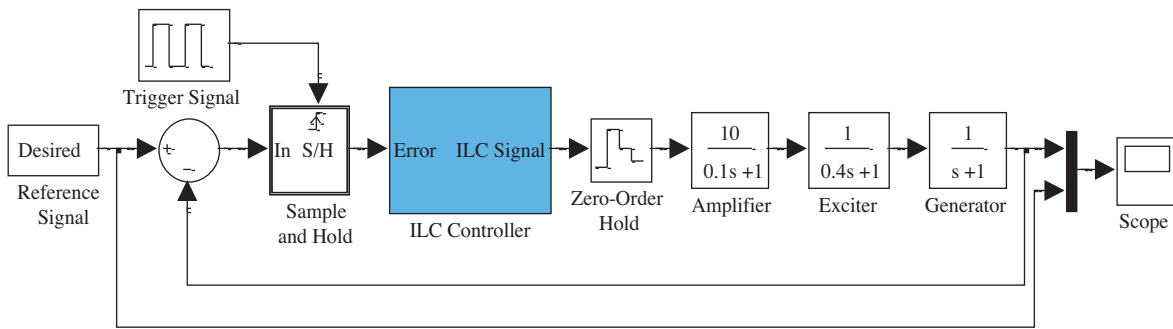 Trigger Signal
Desired
Reference
Signal
+
−
In S/H
Sample
and Hold
Error ILC Signal
ILC Controller
Zero-Order
Hold
10
0.1s +1
Amplifier
1
0.4s +1
Exciter
1
s +1
Generator
Scope